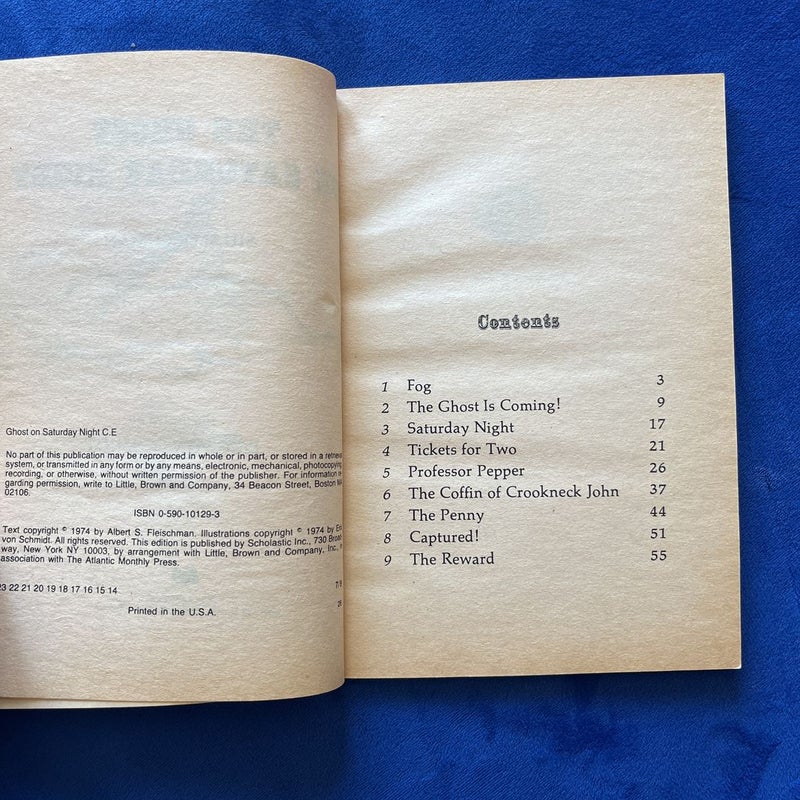 Ghost on Saturday Night C.E
No part of this publication may be reproduced in whole or in part, or stored in a
system, or transmitted in any form or by any means, electronic, mechanical, photocopying,
recording, or otherwise, without written permission of the publisher. For information
garding permission, write to Little, Brown and Company, 34 Beacon Street, Boston
02106.
ISBN 0-590-10129-3
Text copyright © 1974 by Albert S. Fleischman. Illustrations copyright © 1974 by
von Schmidt. All rights reserved. This edition is published by Scholastic Inc., 730
way, New York NY 10003, by arrangement with Little, Brown and Company, Inc.
association with The Atlantic Monthly Press.
23 22 21 20 19 18 17 16 15 14
Printed in the U.S.A.
Contents
1 Fog 3
2 The Ghost Is Coming! 9
3 Saturday Night 17
4 Tickets for Two 21
5 Professor Pepper 26
6 The Coffin of Crookneck John 37
7 The Penny 44
8 Captured! 51
9 The Reward 55